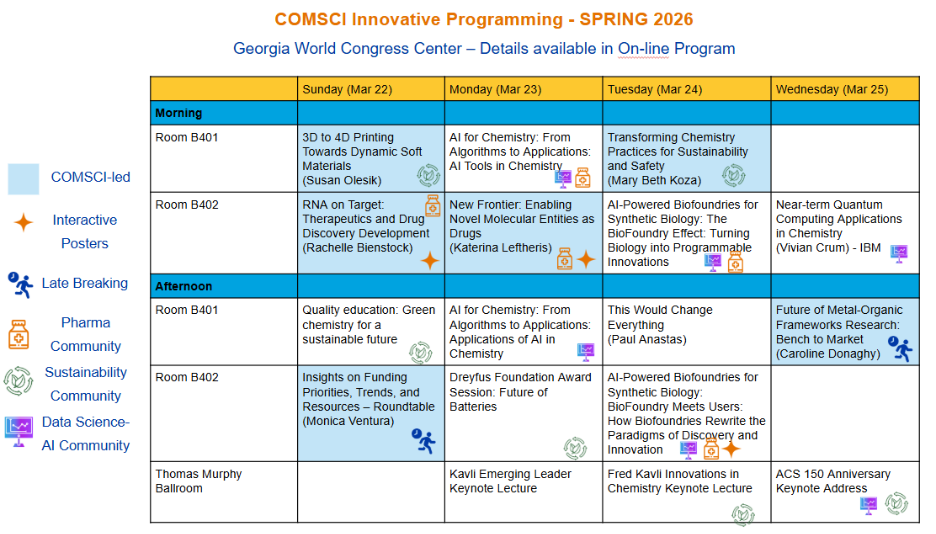 COMSCI Innovative Programming - SPRING 2026
Georgia World Congress Center – Details available in On-line Program
COMSCI-led
Interactive
Posters
Late Breaking
Pharma
Community
Sustainability
Community
Data Science-
AI Community
Sunday (Mar 22)
Monday (Mar 23)
Tuesday (Mar 24)
Wednesday (Mar 25)
Morning
Room B401
3D to 4D Printing
Towards Dynamic Soft
Materials
(Susan Olesik)
AI for Chemistry: From
Algorithms to Applications:
AI Tools in Chemistry
Transforming Chemistry
Practices for Sustainability
and Safety
(Mary Beth Koza)
Room B402
RNA on Target:
Therapeutics and Drug
Discovery Development
(Rachelle Bienstock)
New Frontier: Enabling
Novel Molecular Entities as
Drugs
(Katerina Leftheris)
AI-Powered Biofoundries for
Synthetic Biology: The
BioFoundry Effect: Turning
Biology into Programmable
Innovations
Near-term Quantum
Computing Applications
in Chemistry
(Vivian Crum) - IBM
Afternoon
Room B401
Quality education: Green
chemistry for a
sustainable future
AI for Chemistry: From
Algorithms to Applications:
Applications of AI in
Chemistry
This Would Change
Everything
(Paul Anastas)
Future of Metal-Organic
Frameworks Research:
Bench to Market
(Caroline Donaghy)
Room B402
Insights on Funding
Priorities, Trends, and
Resources – Roundtable
(Monica Ventura)
Dreyfus Foundation Award
Session: Future of
Batteries
AI-Powered Biofoundries for
Synthetic Biology:
BioFoundry Meets Users:
How Biofoundries Rewrite the
Paradigms of Discovery and
Innovation
Thomas Murphy
Ballroom
Kavli Emerging Leader
Keynote Lecture
Fred Kavli Innovations in
Chemistry Keynote Lecture
ACS 150 Anniversary
Keynote Address